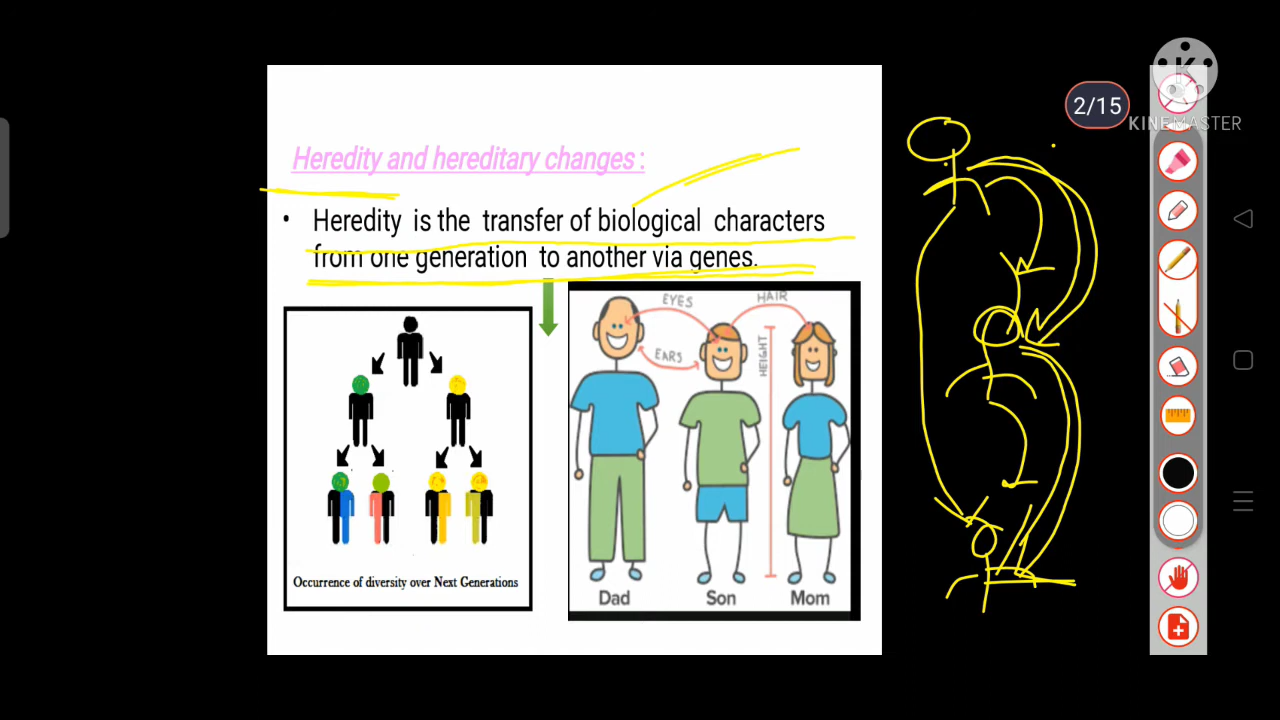 2/15
KINEMASTER
Heredity and hereditary changes :
• Heredity is the transfer of biological characters
from one generation to another via genes.
EYES
HAIR
EARS
HEIGHT
Occurrence of diversity over Next Generations
Dad
Son
Mom